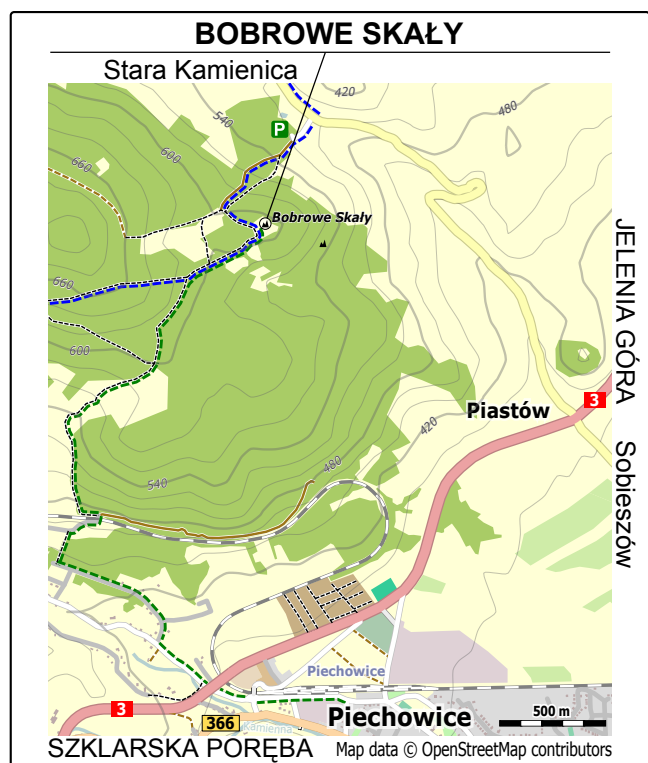 BOBROWE SKAŁY
Stara Kamienica
420
480
540
P
600
660
Bobrowe Skały
JELENIA GÓRA
660
600
3
Piastów
420
Sobieszów
480
540
Piechowice
3
366
Kamienna
Piechowice
500 m
SZKLARSKA PORĘBA
Map data © OpenStreetMap contributors